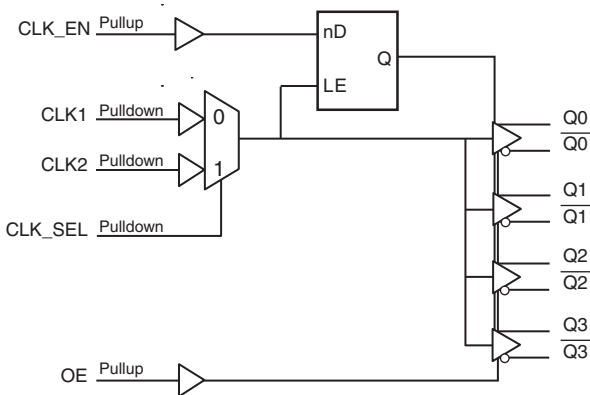 CLK_EN Pullup
nD
Q
LE
CLK1 Pulldown
0
CLK2 Pulldown
1
CLK_SEL Pulldown
Q0
Q0
Q1
Q1
Q2
Q2
Q3
Q3
OE Pullup